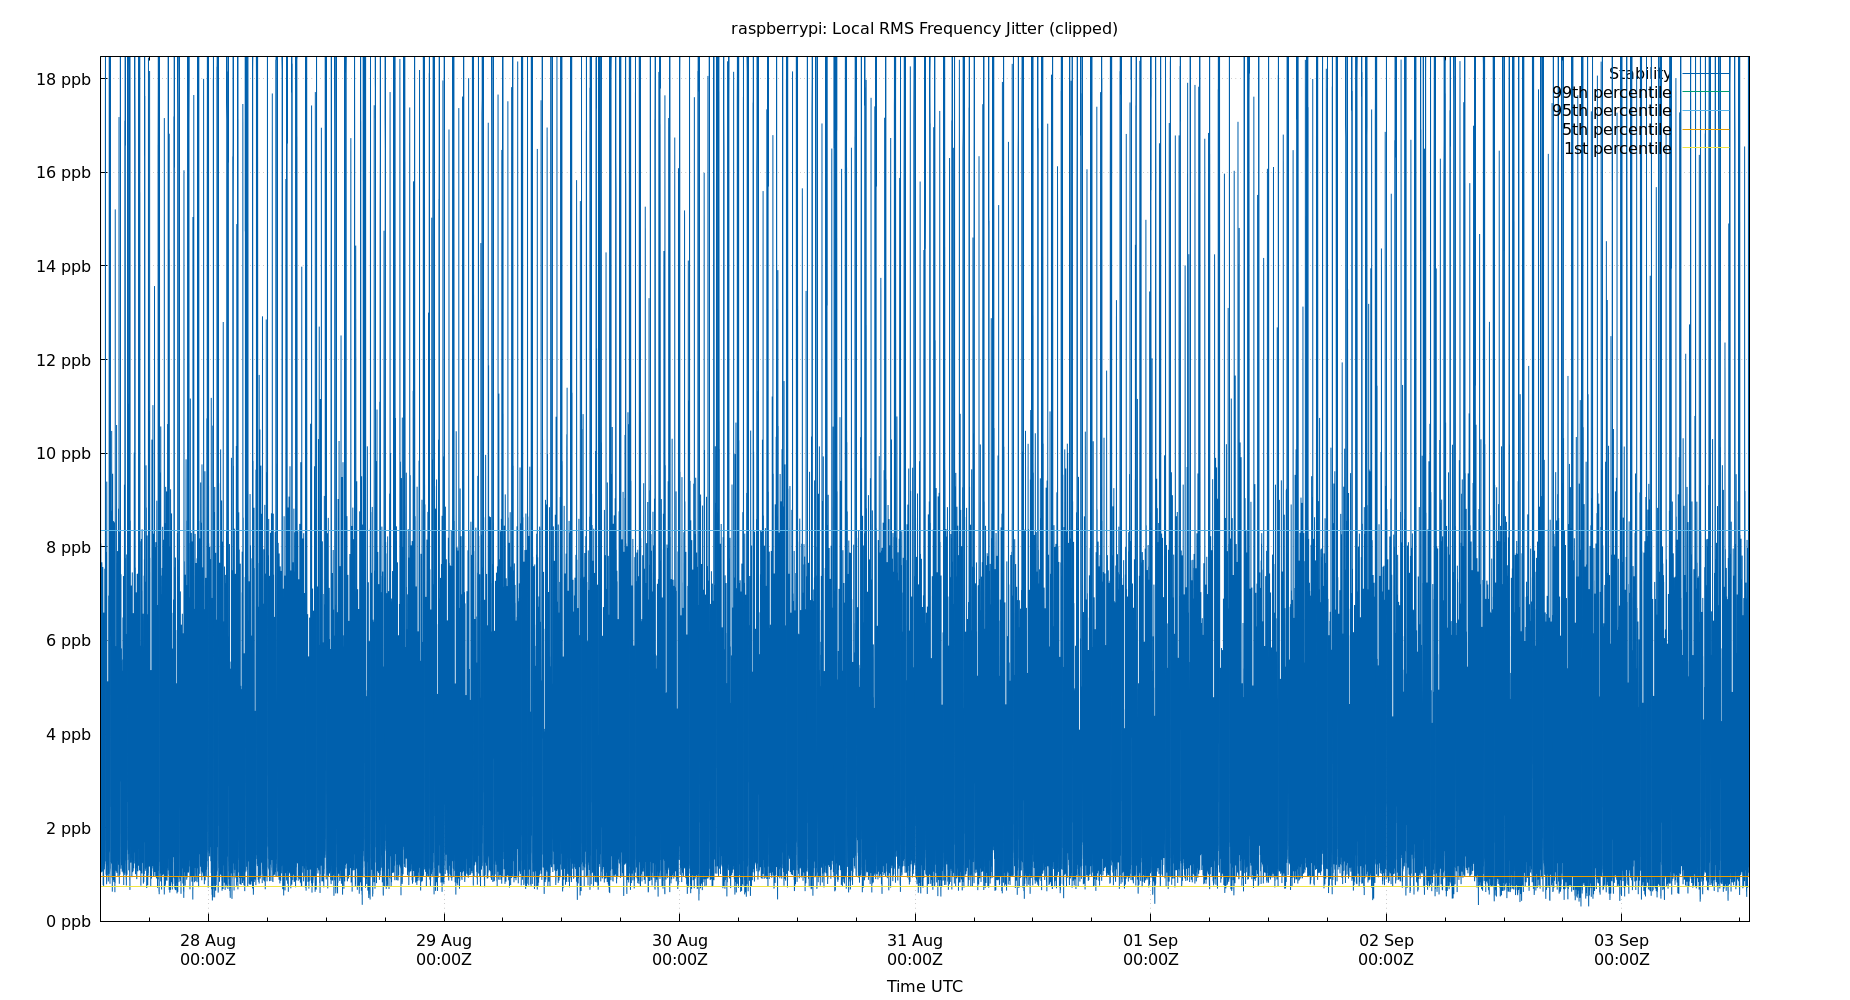 raspberrypi: Local RMS Frequency Jitter (clipped)
18 ppb
16 ppb
14 ppb
12 ppb
10 ppb
8 ppb
6 ppb
4 ppb
2 ppb
0 ppb
Stability
99th percentile
95th percentile
5th percentile
1st percentile
28 Aug
00:00Z
29 Aug
00:00Z
30 Aug
00:00Z
31 Aug
00:00Z
01 Sep
00:00Z
02 Sep
00:00Z
03 Sep
00:00Z
Time UTC